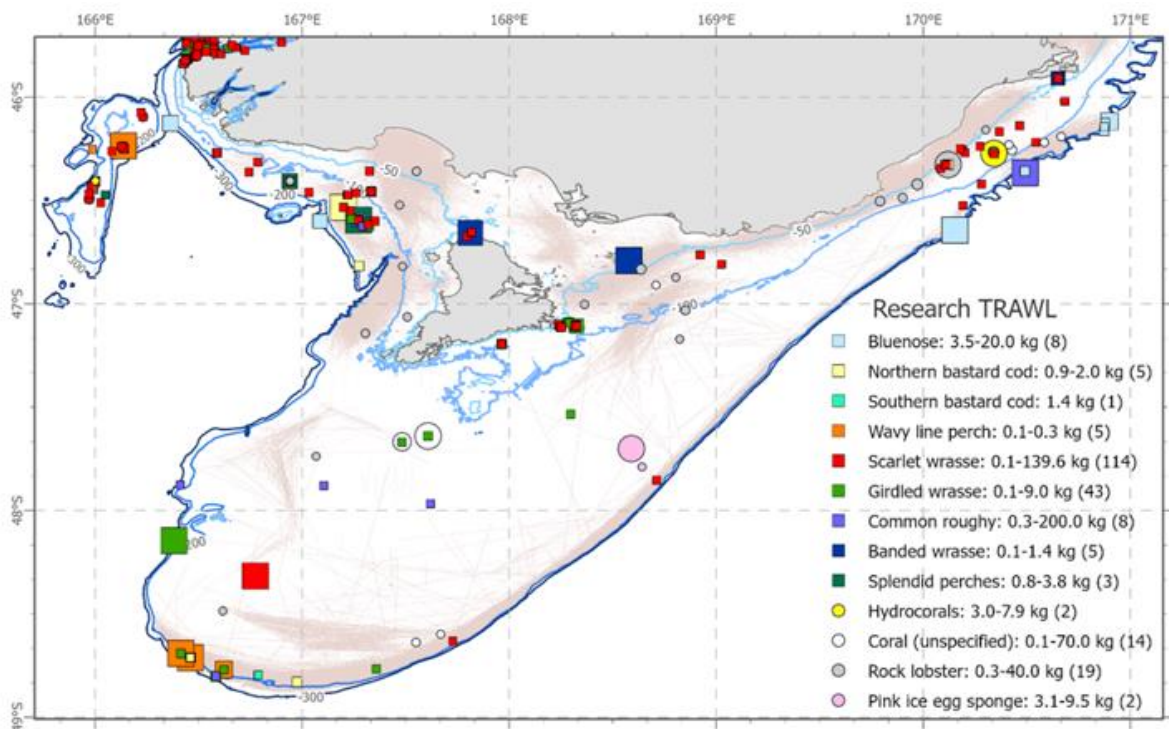 166°E 167°E 168°E 169°E 170°E 171°E
46°S
47°S
48°S
49°S
-200
-50
-300
-200
-300
-50
-100
200
-300
Research TRAWL
Bluenose: 3.5-20.0 kg (8)
Northern bastard cod: 0.9-2.0 kg (5)
Southern bastard cod: 1.4 kg (1)
Wavy line perch: 0.1-0.3 kg (5)
Scarlet wrasse: 0.1-139.6 kg (114)
Girdled wrasse: 0.1-9.0 kg (43)
Common roughy: 0.3-200.0 kg (8)
Banded wrasse: 0.1-1.4 kg (5)
Splendid perches: 0.8-3.8 kg (3)
Hydrocorals: 3.0-7.9 kg (2)
Coral (unspecified): 0.1-70.0 kg (14)
Rock lobster: 0.3-40.0 kg (19)
Pink ice egg sponge: 3.1-9.5 kg (2)